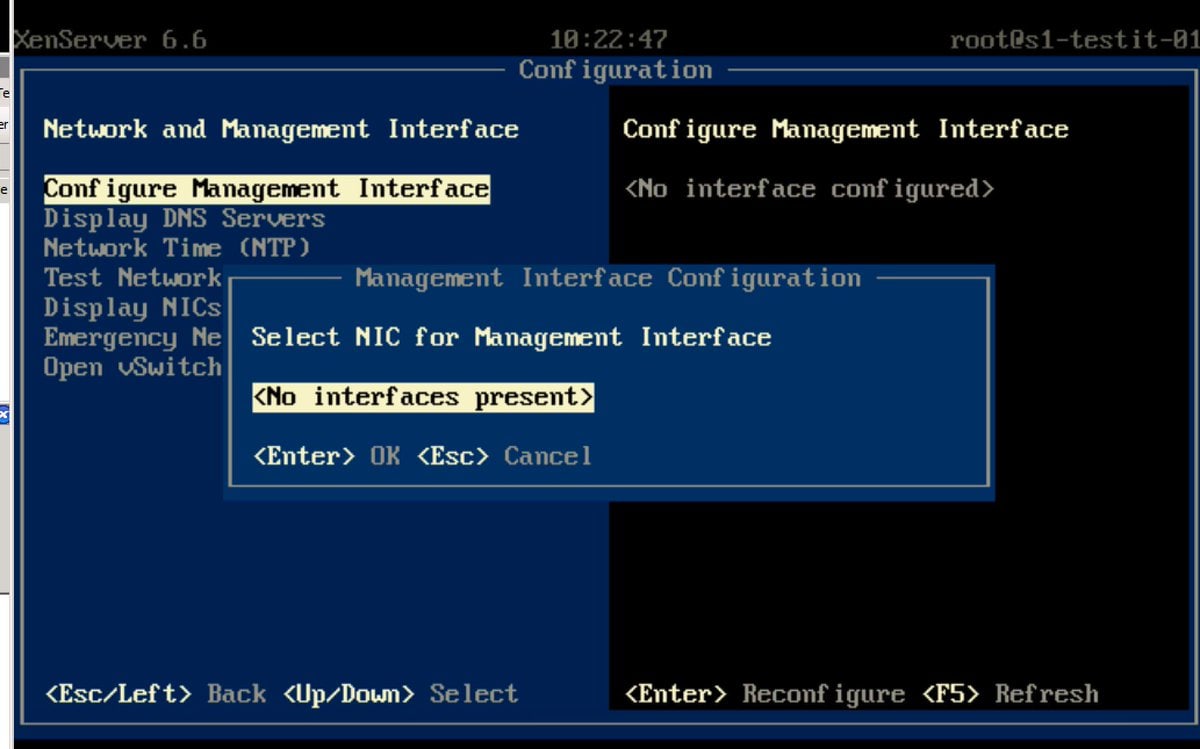 XenServer 6.6 10:22:47 root@s1-testit-01
Configuration
Network and Management Interface
Configure Management Interface
Display DNS Servers
Network Time (NTP)
Test Network
Display NICs
Emergency Ne
Open vSwitch
Configure Management Interface
<No interface configured>
Management Interface Configuration
Select NIC for Management Interface
<No interfaces present>
<Enter> OK <Esc> Cancel
<Esc/Left> Back <Up/Down> Select
<Enter> Reconfigure <F5> Refresh